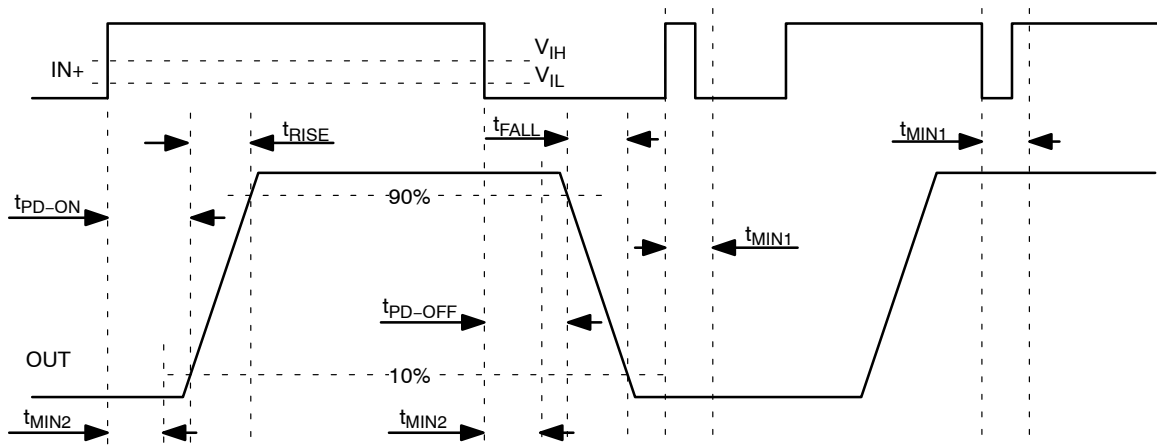 V_IH
IN+
V_IL
t_RISE
t_FALL
t_MIN1
90%
t_PD–ON
t_MIN1
t_PD–OFF
OUT
10%
t_MIN2
t_MIN2